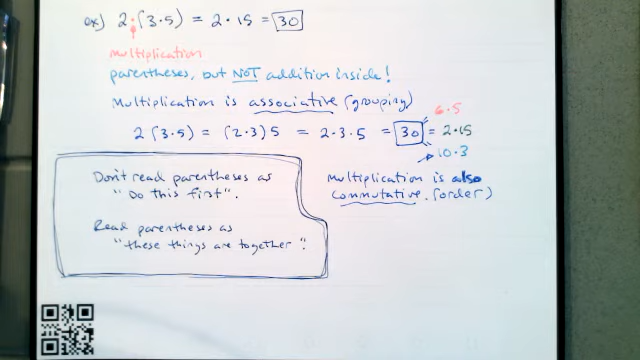 ex) 2·(3·5) = 2·15 = 30
multiplication
parentheses, but NOT addition inside!
Multiplication is associative (grouping)
6·5
2(3·5) = (2·3)5 = 2·3·5 = 30 = 2·15
10·3
Don't read parentheses as
"Do this first".
Read parentheses as
"these things are together".
Multiplication is also
commutative. (order)